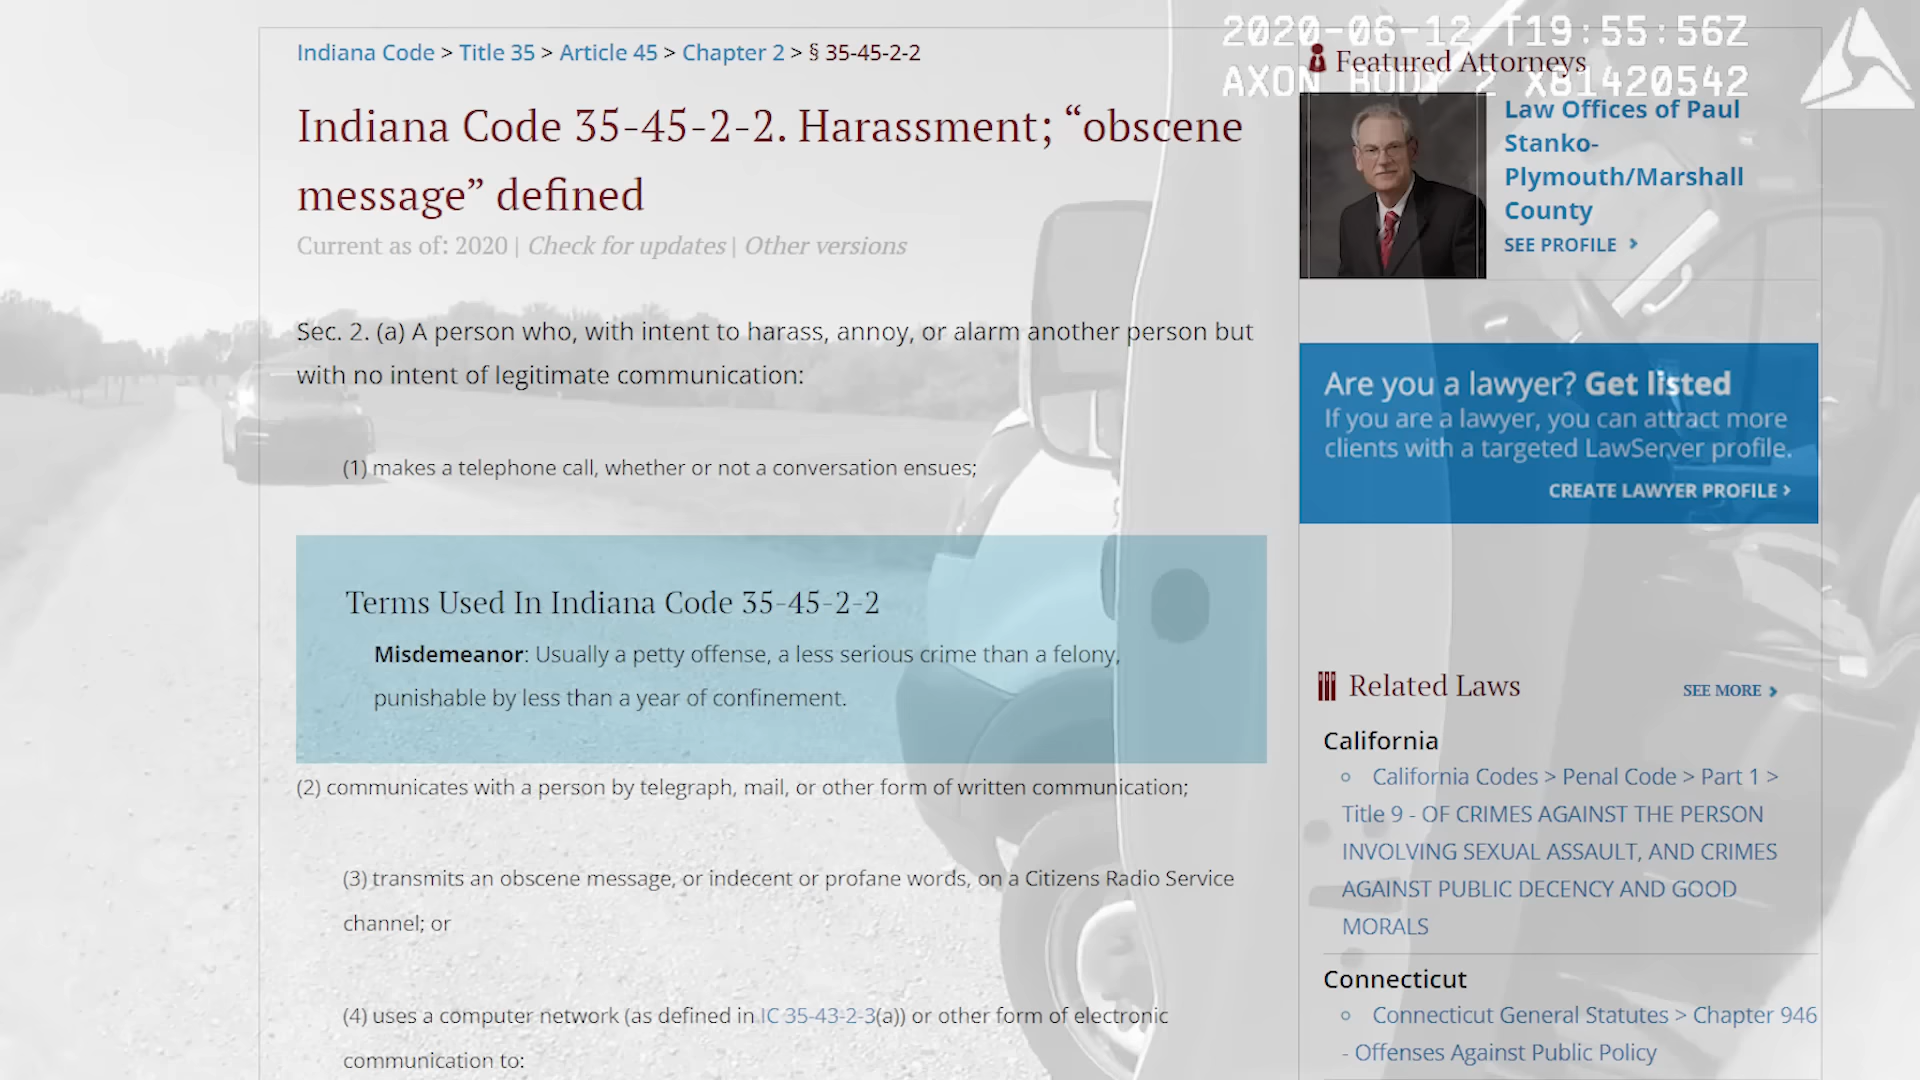 2020-06-12 T19:55:56Z
AXON BODY 2 X81420542
Indiana Code > Title 35 > Article 45 > Chapter 2 > § 35-45-2-2
Indiana Code 35-45-2-2. Harassment; “obscene
message” defined
Current as of: 2020 | Check for updates | Other versions
Sec. 2. (a) A person who, with intent to harass, annoy, or alarm another person but
with no intent of legitimate communication:
(1) makes a telephone call, whether or not a conversation ensues;
Terms Used In Indiana Code 35-45-2-2
Misdemeanor: Usually a petty offense, a less serious crime than a felony,
punishable by less than a year of confinement.
(2) communicates with a person by telegraph, mail, or other form of written communication;
(3) transmits an obscene message, or indecent or profane words, on a Citizens Radio Service
channel; or
(4) uses a computer network (as defined in IC 35-43-2-3(a)) or other form of electronic
communication to:
Featured Attorneys
Law Offices of Paul
Stanko-
Plymouth/Marshall
County
SEE PROFILE >
Are you a lawyer? Get listed
If you are a lawyer, you can attract more
clients with a targeted LawServer profile.
CREATE LAWYER PROFILE >
Related Laws
SEE MORE >
California
California Codes > Penal Code > Part 1 >
Title 9 - OF CRIMES AGAINST THE PERSON
INVOLVING SEXUAL ASSAULT, AND CRIMES
AGAINST PUBLIC DECENCY AND GOOD
MORALS
Connecticut
Connecticut General Statutes > Chapter 946
- Offenses Against Public Policy